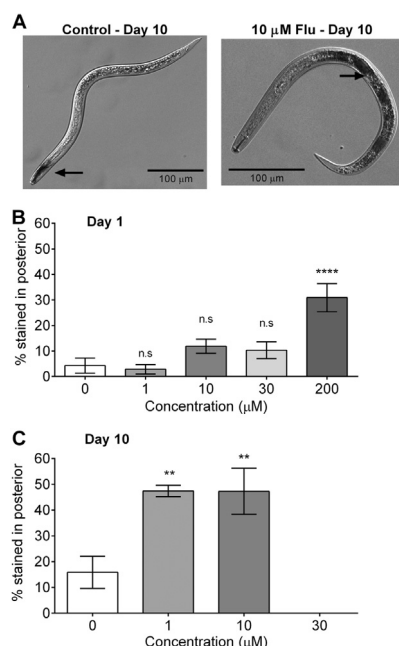 A
Control - Day 10
10 µM Flu - Day 10
100 µm
100 µm
B
Day 1
% stained in posterior
60
50
40
30
20
10
0
n.s
n.s
n.s
****
0 1 10 30 200
Concentration (µM)
C
Day 10
% stained in posterior
60
50
40
30
20
10
0
**
**
0 1 10 30
Concentration (µM)